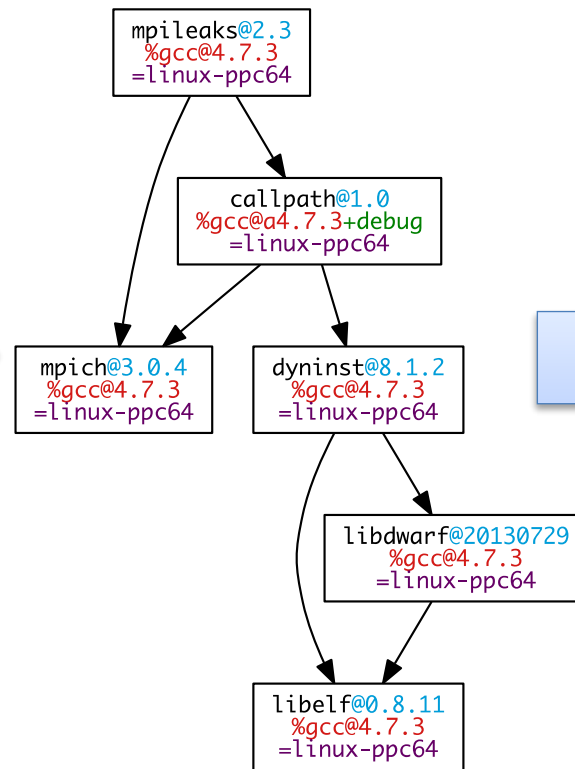 mpileaks@2.3
%gcc@4.7.3
=linux-ppc64
callpath@1.0
%gcc@a4.7.3+debug
=linux-ppc64
mpich@3.0.4
%gcc@4.7.3
=linux-ppc64
dyninst@8.1.2
%gcc@4.7.3
=linux-ppc64
libdwarf@20130729
%gcc@4.7.3
=linux-ppc64
libelf@0.8.11
%gcc@4.7.3
=linux-ppc64